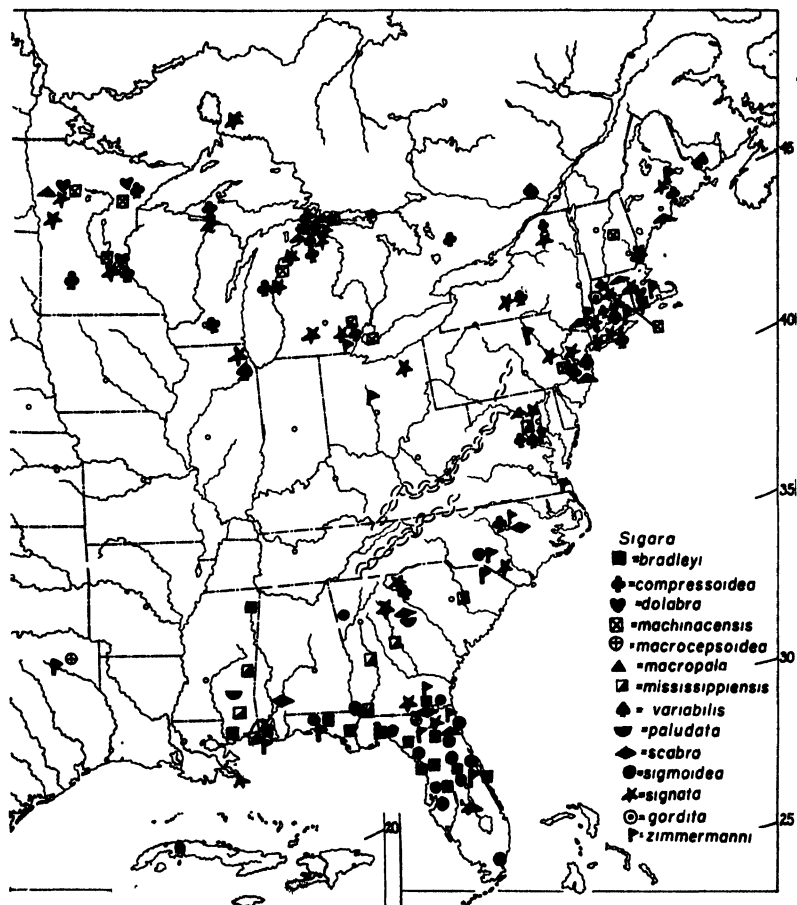 45
40
35
30
25
20
Sigara
=bradleyi
=compressoidea
=dolabra
=machinacensis
=macrocepsoidea
=macropala
=mississippiensis
= variabilis
=paludata
=scabra
=sigmoidea
=signata
=gordita
=zimmermanni